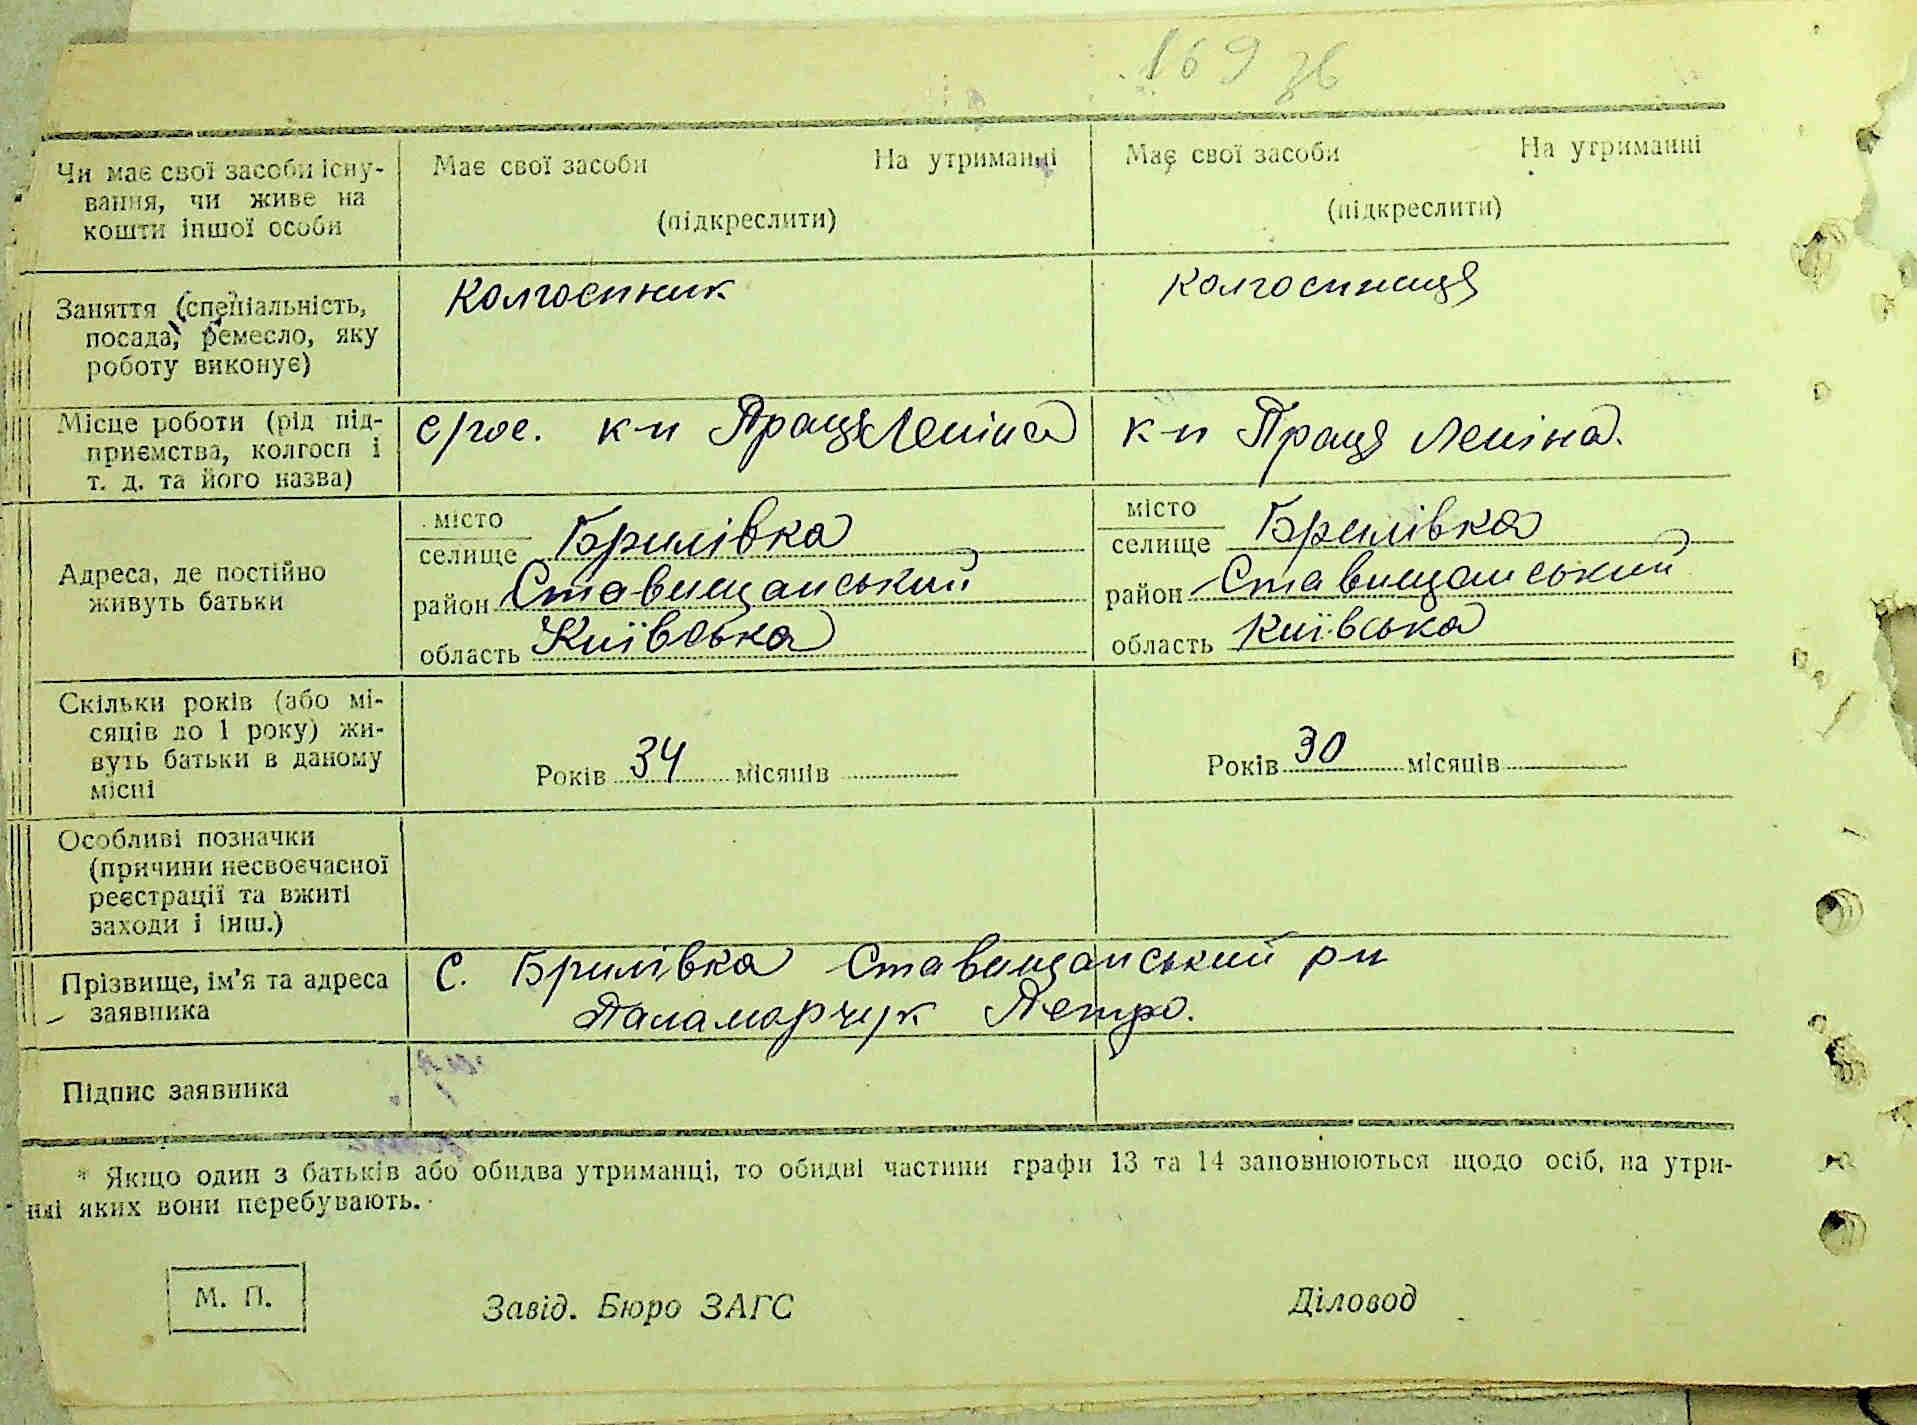 169 зв
Чи має свої засоби існу-
вання, чи живе на
кошти іншої особи
Має свої засоби На утриманні
(підкреслити)
Має свої засоби На утриманні
(підкреслити)
Заняття (спеціальність,
посада, ремесло, яку
роботу виконує)
Колгоспник
Колгоспниця
Місце роботи (рід під-
приємства, колгосп і
т. д. та його назва)
с/гос. к-п Праця Леніна
к-п Праця Леніна.
Адреса, де постійно
живуть батьки
місто
селище Брилівка
район Ставищанський
область Київська
місто
селище Брилівка
район Ставищанський
область Київська
Скільки років (або мі-
сяців до 1 року) жи-
вуть батьки в даному
місці
Років 34 місяців
Років 30 місяців
Особливі позначки
(причини несвоєчасної
реєстрації та вжиті
заходи і інш.)
Прізвище, ім'я та адреса
заявника
с. Брилівка Ставищанський рн
Паламарчук Петро.
Підпис заявника
* Якщо один з батьків або обидва утриманці, то обидві частини графи 13 та 14 заповнюються щодо осіб, на утри-
нні яких вони перебувають.
М. П.
Завід. Бюро ЗАГС
Діловод